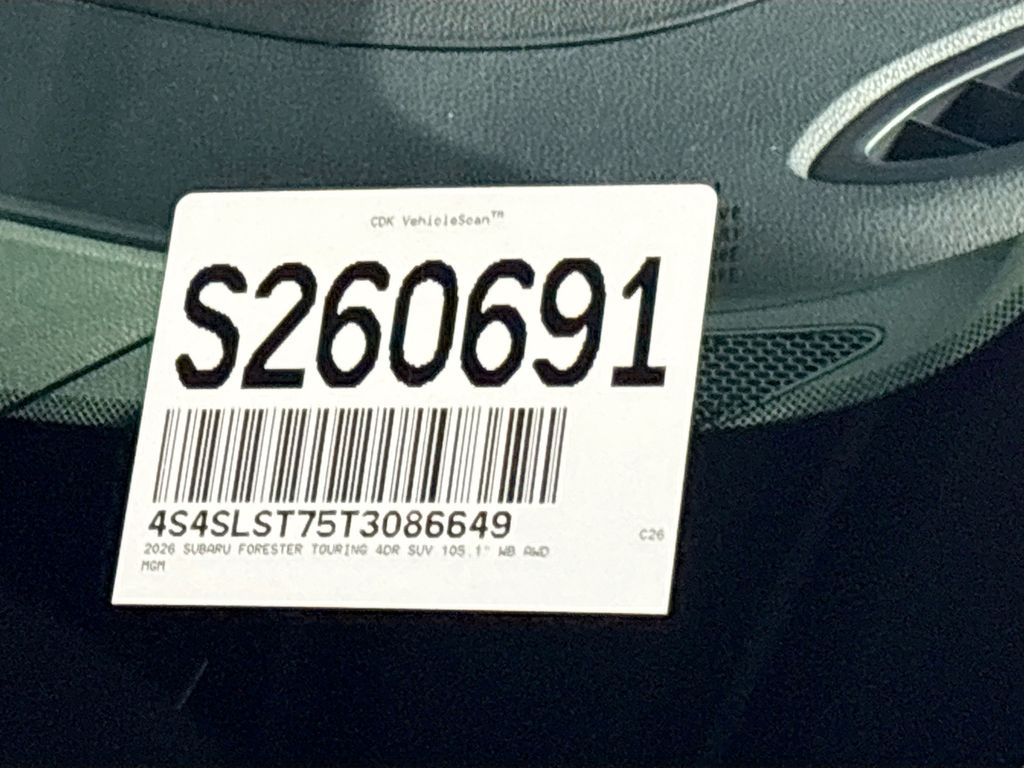 CDK VehicleScan™
S260691
4S4SLST75T3086649
C26
2026 SUBARU FORESTER TOURING 4DR SUV 105.1" WB AWD
MGM